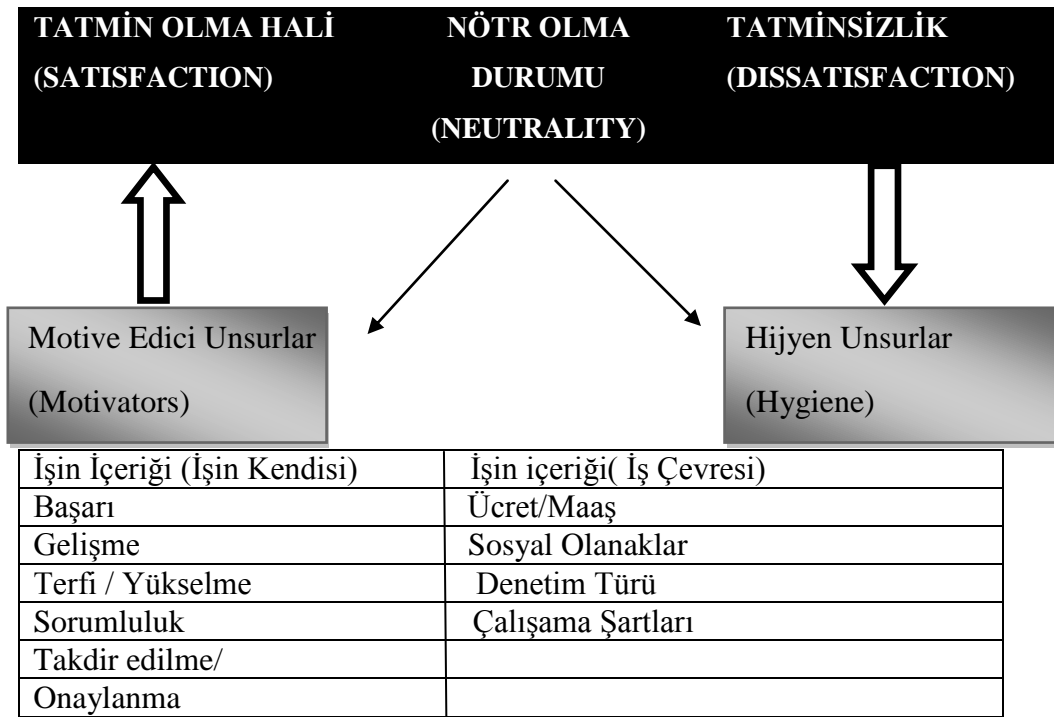 TATMİN OLMA HALİ
(SATISFACTION)
NÖTR OLMA
DURUMU
(NEUTRALITY)
TATMİNSİZLİK
(DISSATISFACTION)
Motive Edici Unsurlar
(Motivators)
Hijyen Unsurlar
(Hygiene)
İşin İçeriği (İşin Kendisi)
İşin içeriği( İş Çevresi)
Başarı
Ücret/Maaş
Gelişme
Sosyal Olanaklar
Terfi / Yükselme
Denetim Türü
Sorumluluk
Çalışama Şartları
Takdir edilme/
Onaylanma